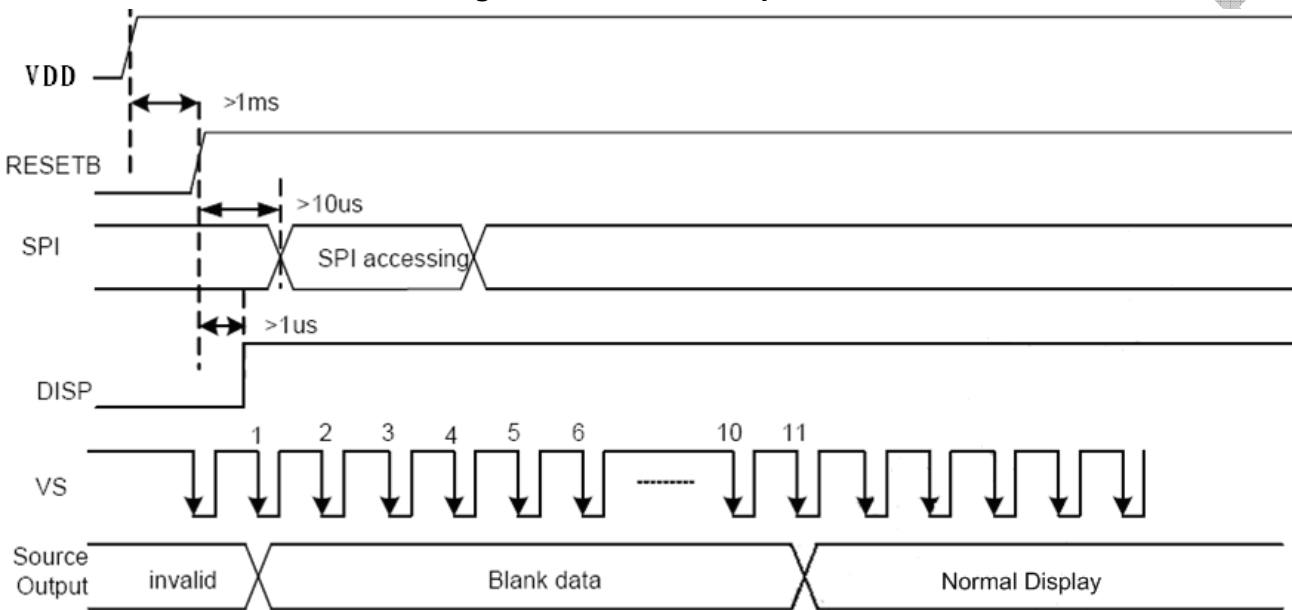 VDD
>1ms
RESETB
>10us
SPI
SPI accessing
>1us
DISP
1 2 3 4 5 6 10 11
VS
Source
Output
invalid
Blank data
Normal Display